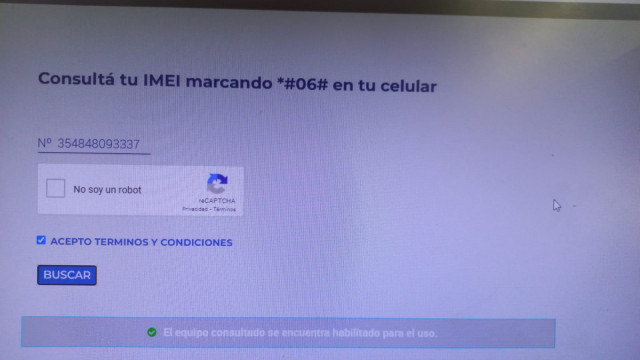 Consultá tu IMEI marcando *#06# en tu celular
Nº 354848093337
No soy un robot
reCAPTCHA
Privacidad - Términos
ACEPTO TERMINOS Y CONDICIONES
BUSCAR
El equipo consultado se encuentra habilitado para el uso.